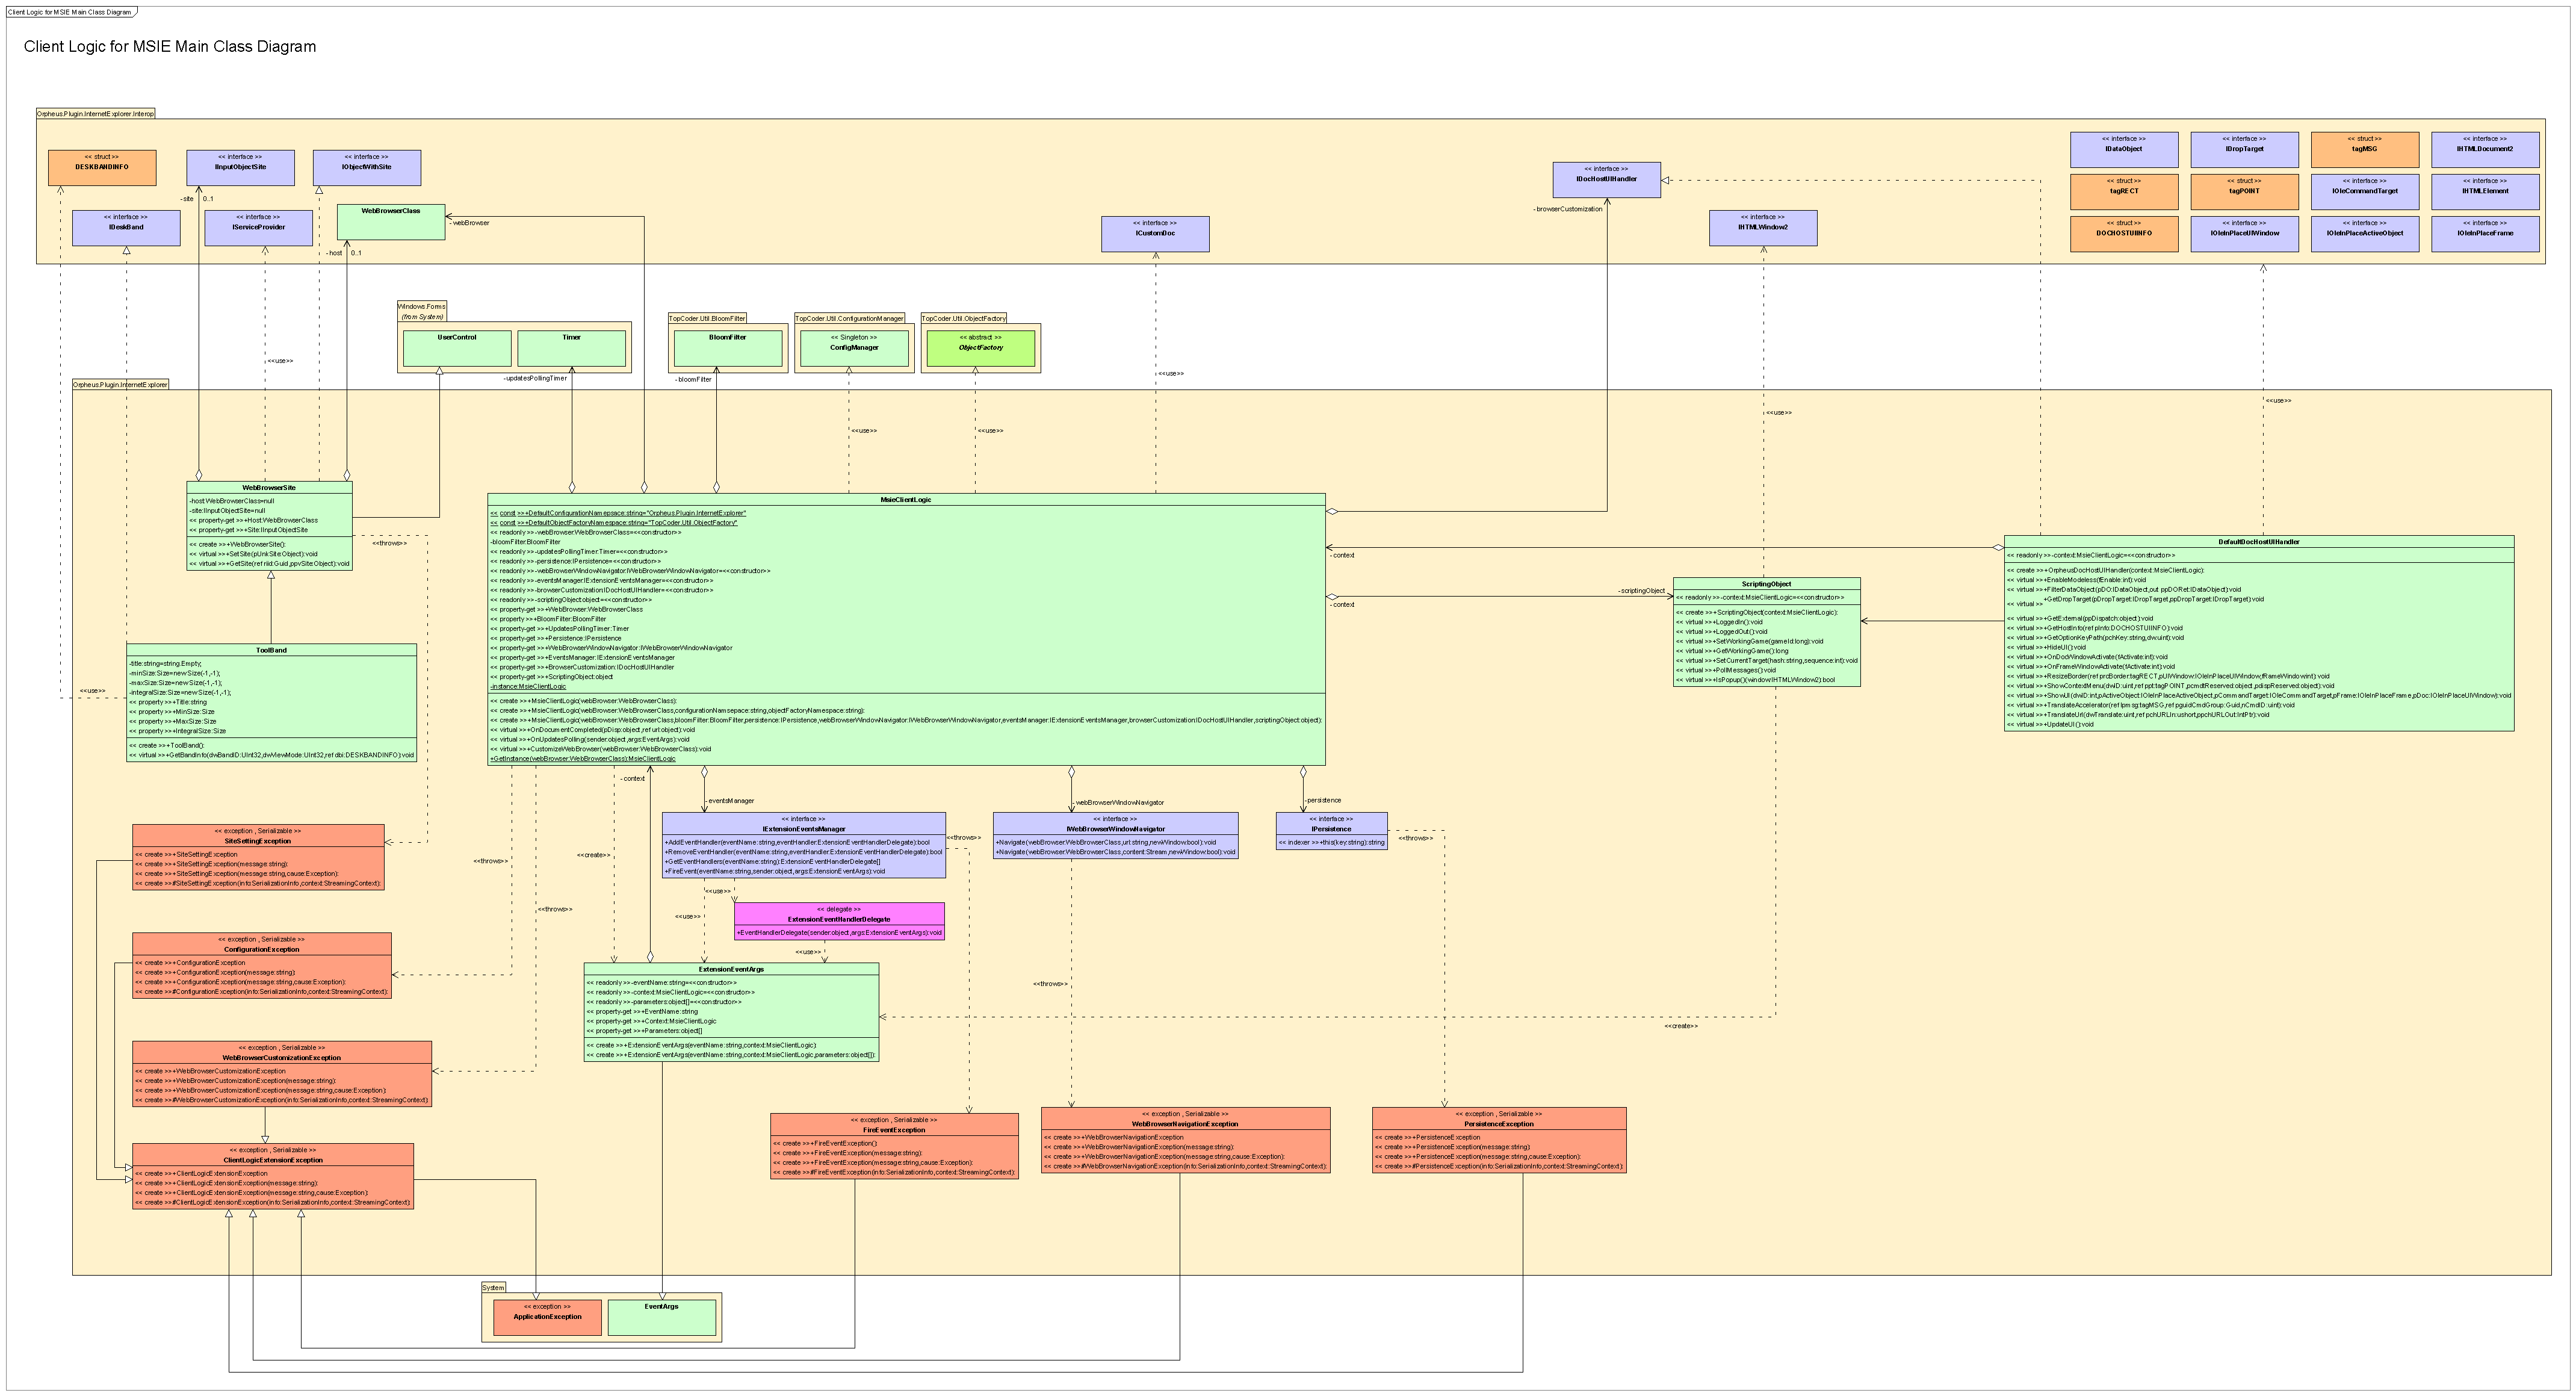 Client Logic for MSIE Main Class Diagram
Client Logic for MSIE Main Class Diagram
Orpheus.Plugin.InternetExplorer.Interop
<< struct >>
DESKBANDINFO
<< interface >>
IInputObjectSite
<< interface >>
IObjectWithSite
<< interface >>
IDocHostUIHandler
<< interface >>
IDataObject
<< interface >>
IDropTarget
<< struct >>
tagMSG
<< interface >>
IHTMLDocument2
<< struct >>
tagRECT
<< struct >>
tagPOINT
<< interface >>
IOleCommandTarget
<< interface >>
IHTMLElement
<< struct >>
DOCHOSTUIINFO
<< interface >>
IOleInPlaceUIWindow
<< interface >>
IOleInPlaceActiveObject
<< interface >>
IOleInPlaceFrame
-site
0..1
<< interface >>
IDeskBand
<< interface >>
IServiceProvider
WebBrowserClass
-webBrowser
-host
0..1
<< interface >>
ICustomDoc
-browserCustomization
<< interface >>
IHTMLWindow2
Windows.Forms
(from System)
UserControl
Timer
TopCoder.Util.BloomFilter
BloomFilter
TopCoder.Util.ConfigurationManager
<< Singleton >>
ConfigManager
TopCoder.Util.ObjectFactory
<< abstract >>
ObjectFactory
<<use>>
-updatesPollingTimer
-bloomFilter
<<use>>
<<use>>
<<use>>
<<use>>
<<use>>
Orpheus.Plugin.InternetExplorer
WebBrowserSite
-host:WebBrowserClass=null
-site:IInputObjectSite=null
<< property-get >>+Host:WebBrowserClass
<< property-get >>+Site:IInputObjectSite
<< create >>+WebBrowserSite():
<< virtual >>+SetSite(pUnkSite:Object):void
<< virtual >>+GetSite(ref riid:Guid,ppvSite:Object):void
<<throws>>
ToolBand
-title:string=string.Empty;
-minSize:Size=new Size(-1,-1);
-maxSize:Size=new Size(-1,-1);
-integralSize:Size=new Size(-1,-1);
<< property >>+Title:string
<< property >>+MinSize:Size
<< property >>+MaxSize:Size
<< property >>+IntegralSize:Size
<< create >>+ToolBand():
<< virtual >>+GetBandInfo(dwBandID:UInt32,dwViewMode:UInt32,ref dbi:DESKBANDINFO):void
<<use>>
MsieClientLogic
<< const >>+DefaultConfigurationNamepsace:string="Orpheus.Plugin.InternetExplorer"
<< const >>+DefaultObjectFactoryNamespace:string="TopCoder.Util.ObjectFactory"
<< readonly >>-webBrowser:WebBrowserClass=<<constructor>>
-bloomFilter:BloomFilter
<< readonly >>-updatesPollingTimer:Timer=<<constructor>>
<< readonly >>-persistence:IPersistence=<<constructor>>
<< readonly >>-webBrowserWindowNavigator:IWebBrowserWindowNavigator=<<constructor>>
<< readonly >>-eventsManager:IExtensionEventsManager=<<constructor>>
<< readonly >>-browserCustomization:IDocHostUIHandler=<<constructor>>
<< readonly >>-scriptingObject:object=<<constructor>>
<< property-get >>+WebBrowser:WebBrowserClass
<< property >>+BloomFilter:BloomFilter
<< property-get >>+UpdatesPollingTimer:Timer
<< property-get >>+Persistence:IPersistence
<< property-get >>+WebBrowserWindowNavigator:IWebBrowserWindowNavigator
<< property-get >>+EventsManager:IExtensionEventsManager
<< property-get >>+BrowserCustomization:IDocHostUIHandler
<< property-get >>+ScriptingObject:object
-instance:MsieClientLogic
<< create >>+MsieClientLogic(webBrowser:WebBrowserClass):
<< create >>+MsieClientLogic(webBrowser:WebBrowserClass,configurationNamespace:string,objectFactoryNamespace:string):
<< create >>+MsieClientLogic(webBrowser:WebBrowserClass,bloomFilter:BloomFilter,persistence:IPersistence,webBrowserWindowNavigator:IWebBrowserWindowNavigator,eventsManager:IExtensionEventsManager,browserCustomization:IDocHostUIHandler,scriptingObject:object):
<< virtual >>+OnDocumentCompleted(pDisp:object,ref url:object):void
<< virtual >>+OnUpdatesPolling(sender:object,args:EventArgs):void
<< virtual >>+CustomizeWebBrowser(webBrowser:WebBrowserClass):void
+GetInstance(webBrowser:WebBrowserClass):MsieClientLogic
-context
-scriptingObject
-context
ScriptingObject
<< readonly >>-context:MsieClientLogic=<<constructor>>
<< create >>+ScriptingObject(context:MsieClientLogic):
<< virtual >>+LoggedIn():void
<< virtual >>+LoggedOut():void
<< virtual >>+SetWorkingGame(gameId:long):void
<< virtual >>+GetWorkingGame():long
<< virtual >>+SetCurrentTarget(hash:string,sequence:int):void
<< virtual >>+PollMessages():void
<< virtual >>+IsPopup()(window:IHTMLWindow2):bool
DefaultDocHostUIHandler
<< readonly >>-context:MsieClientLogic=<<constructor>>
<< create >>+OrpheusDocHostUIHandler(context:MsieClientLogic):
<< virtual >>+EnableModeless(fEnable:int):void
<< virtual >>+FilterDataObject(pDO:IDataObject,out ppDORet:IDataObject):void
<< virtual >>
+GetDropTarget(pDropTarget:IDropTarget,ppDropTarget:IDropTarget):void
<< virtual >>+GetExternal(ppDispatch:object):void
<< virtual >>+GetHostInfo(ref pInfo:DOCHOSTUIINFO):void
<< virtual >>+GetOptionKeyPath(pchKey:string,dw:uint):void
<< virtual >>+HideUI():void
<< virtual >>+OnDocWindowActivate(fActivate:int):void
<< virtual >>+OnFrameWindowActivate(fActivate:int):void
<< virtual >>+ResizeBorder(ref prcBorder:tagRECT,pUIWindow:IOleInPlaceUIWindow,fRameWindow:int):void
<< virtual >>+ShowContextMenu(dwID:uint,ref ppt:tagPOINT,pcmdtReserved:object,pdispReserved:object):void
<< virtual >>+ShowUI(dwID:int,pActiveObject:IOleInPlaceActiveObject,pCommandTarget:IOleCommandTarget,pFrame:IOleInPlaceFrame,pDoc:IOleInPlaceUIWindow):void
<< virtual >>+TranslateAccelerator(ref lpmsg:tagMSG,ref pguidCmdGroup:Guid,nCmdID:uint):void
<< virtual >>+TranslateUrl(dwTranslate:uint,ref pchURLIn:ushort,ppchURLOut:IntPtr):void
<< virtual >>+UpdateUI():void
-context
-eventsManager
-webBrowserWindowNavigator
-persistence
<< interface >>
IExtensionEventsManager
+AddEventHandler(eventName:string,eventHandler:ExtensionEventHandlerDelegate):bool
+RemoveEventHandler(eventName:string,eventHandler:ExtensionEventHandlerDelegate):bool
+GetEventHandlers(eventName:string):ExtensionEventHandlerDelegate[]
+FireEvent(eventName:string,sender:object,args:ExtensionEventArgs):void
<<throws>>
<< interface >>
IWebBrowserWindowNavigator
+Navigate(webBrowser:WebBrowserClass,url:string,newWindow:bool):void
+Navigate(webBrowser:WebBrowserClass,content:Stream,newWindow:bool):void
<< interface >>
IPersistence
<< indexer >>+this(key:string):string
<<throws>>
<< exception , Serializable >>
SiteSettingException
<< create >>+SiteSettingException
<< create >>+SiteSettingException(message:string):
<< create >>+SiteSettingException(message:string,cause:Exception):
<< create >>#SiteSettingException(info:SerializationInfo,context:StreamingContext):
<<throws>>
<<throws>>
<<create>>
<<use>>
<<use>>
<< delegate >>
ExtensionEventHandlerDelegate
+EventHandlerDelegate(sender:object,args:ExtensionEventArgs):void
<<use>>
<< exception , Serializable >>
ConfigurationException
<< create >>+ConfigurationException
<< create >>+ConfigurationException(message:string):
<< create >>+ConfigurationException(message:string,cause:Exception):
<< create >>#ConfigurationException(info:SerializationInfo,context:StreamingContext):
ExtensionEventArgs
<< readonly >>-eventName:string=<<constructor>>
<< readonly >>-context:MsieClientLogic=<<constructor>>
<< readonly >>-parameters:object[]=<<constructor>>
<< property-get >>+EventName:string
<< property-get >>+Context:MsieClientLogic
<< property-get >>+Parameters:object[]
<< create >>+ExtensionEventArgs(eventName:string,context:MsieClientLogic):
<< create >>+ExtensionEventArgs(eventName:string,context:MsieClientLogic,parameters:object[]):
<<throws>>
<<create>>
<< exception , Serializable >>
WebBrowserCustomizationException
<< create >>+WebBrowserCustomizationException
<< create >>+WebBrowserCustomizationException(message:string):
<< create >>+WebBrowserCustomizationException(message:string,cause:Exception):
<< create >>#WebBrowserCustomizationException(info:SerializationInfo,context:StreamingContext):
<< exception , Serializable >>
ClientLogicExtensionException
<< create >>+ClientLogicExtensionException
<< create >>+ClientLogicExtensionException(message:string):
<< create >>+ClientLogicExtensionException(message:string,cause:Exception):
<< create >>#ClientLogicExtensionException(info:SerializationInfo,context:StreamingContext):
<< exception , Serializable >>
FireEventException
<< create >>+FireEventException():
<< create >>+FireEventException(message:string):
<< create >>+FireEventException(message:string,cause:Exception):
<< create >>#FireEventException(info:SerializationInfo,context:StreamingContext):
<< exception , Serializable >>
WebBrowserNavigationException
<< create >>+WebBrowserNavigationException
<< create >>+WebBrowserNavigationException(message:string):
<< create >>+WebBrowserNavigationException(message:string,cause:Exception):
<< create >>#WebBrowserNavigationException(info:SerializationInfo,context:StreamingContext):
<< exception , Serializable >>
PersistenceException
<< create >>+PersistenceException
<< create >>+PersistenceException(message:string):
<< create >>+PersistenceException(message:string,cause:Exception):
<< create >>#PersistenceException(info:SerializationInfo,context:StreamingContext):
System
<< exception >>
ApplicationException
EventArgs